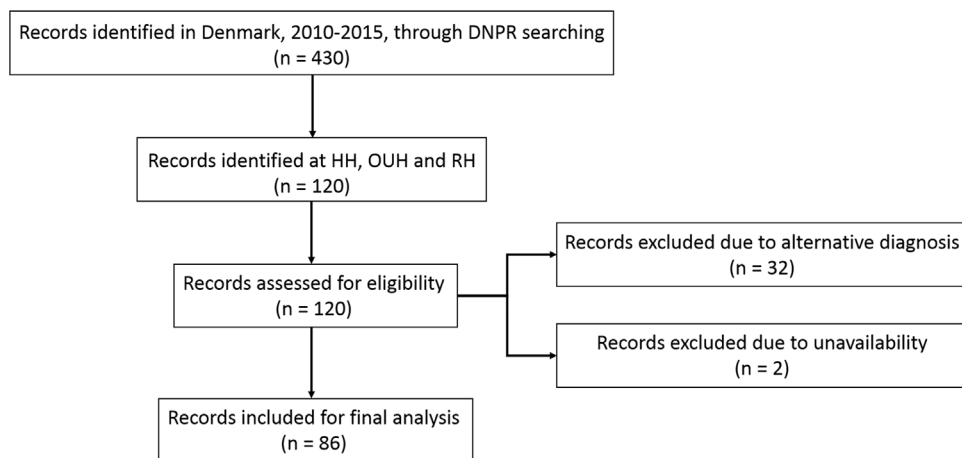 Records identified in Denmark, 2010-2015, through DNPR searching
(n = 430)
Records identified at HH, OUH and RH
(n = 120)
Records assessed for eligibility
(n = 120)
Records excluded due to alternative diagnosis
(n = 32)
Records excluded due to unavailability
(n = 2)
Records included for final analysis
(n = 86)